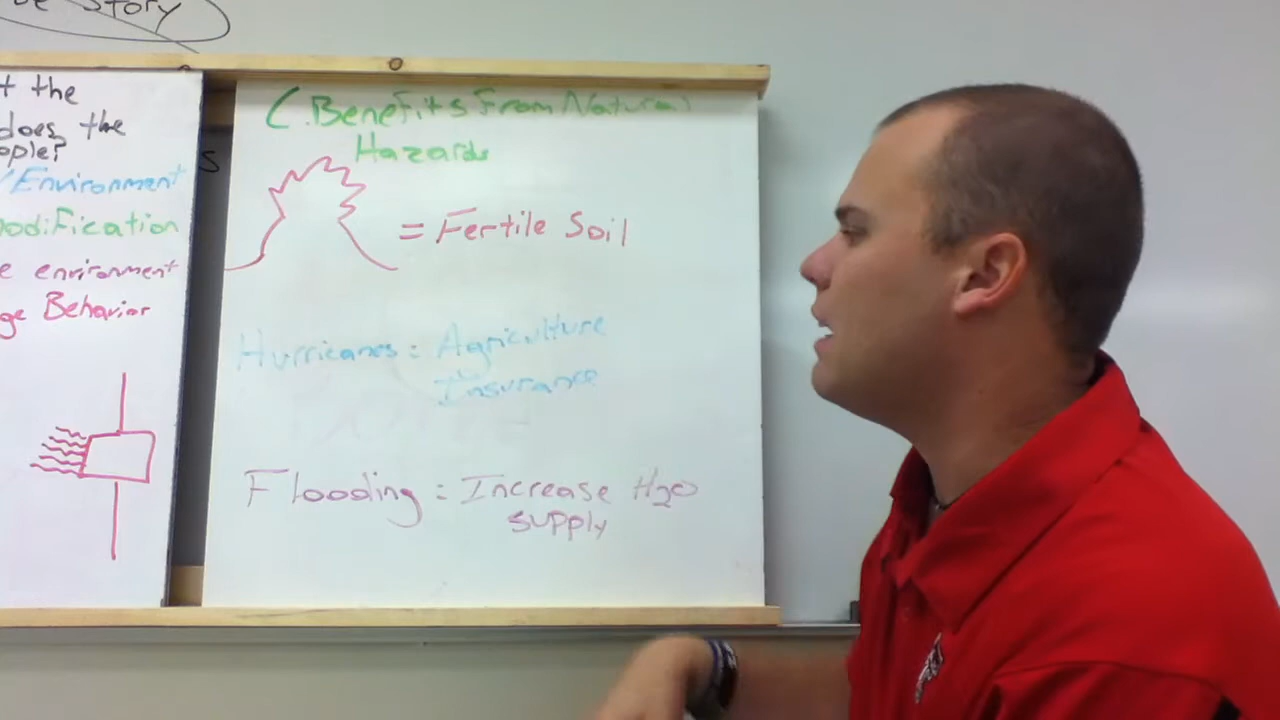 be Story
t the
does the
ople?
/Environment
odification
e environment
ge Behavior
s
C. Benefits From Natural
Hazards
= Fertile Soil
Hurricanes: Agriculture
Insurance
Flooding: Increase H2O
supply